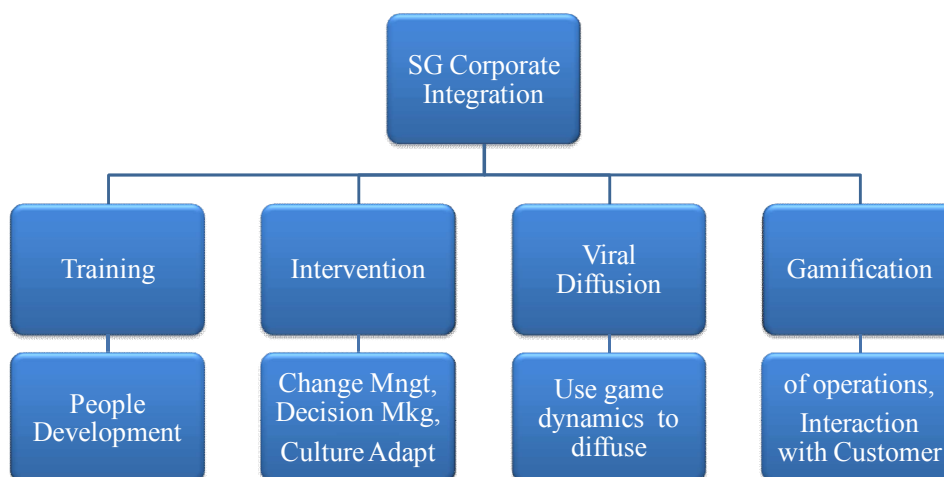 SG Corporate
Integration
Training
Intervention
Viral
Diffusion
Gamification
People
Development
Change Mngt,
Decision Mkg,
Culture Adapt
Use game
dynamics to
diffuse
of operations,
Interaction
with Customer